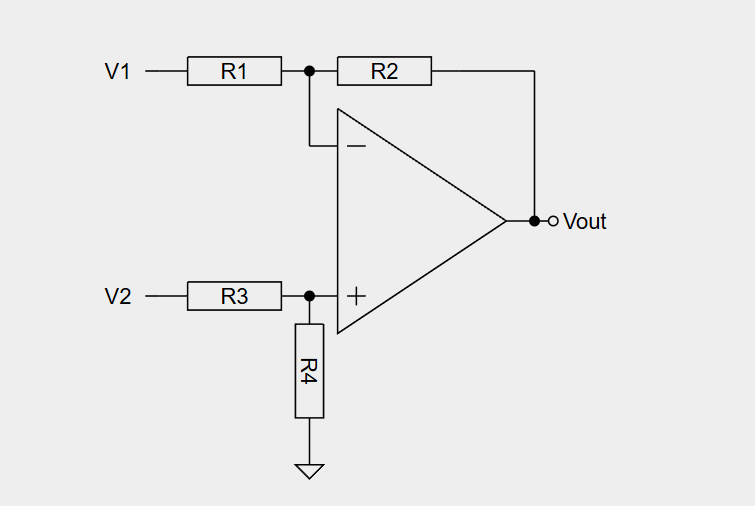 V1 R1 R2
−
Vout
V2 R3 +
R4